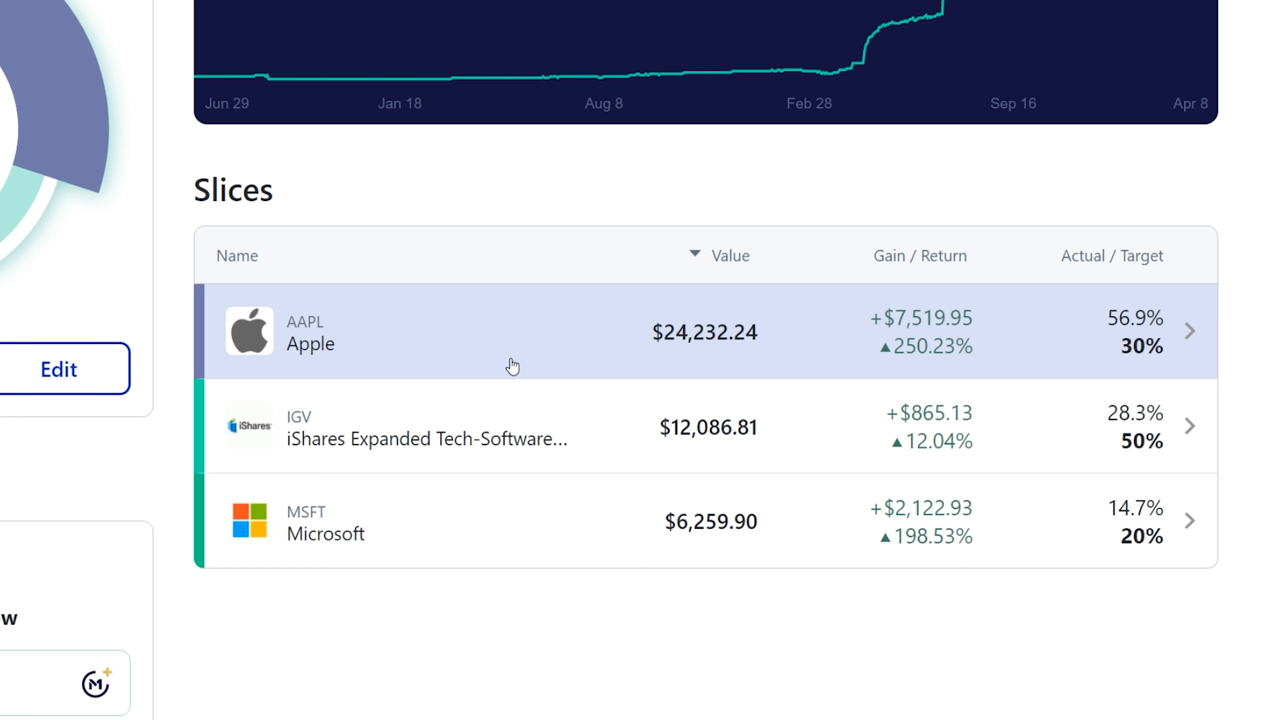 Jun 29 Jan 18 Aug 8 Feb 28 Sep 16 Apr 8
Slices
Name Value Gain / Return Actual / Target
AAPL
Apple
$24,232.24
+$7,519.95
▲250.23%
56.9%
30%
iShares
IGV
iShares Expanded Tech-Software...
$12,086.81
+$865.13
▲12.04%
28.3%
50%
MSFT
Microsoft
$6,259.90
+$2,122.93
▲198.53%
14.7%
20%
Edit
w
M+